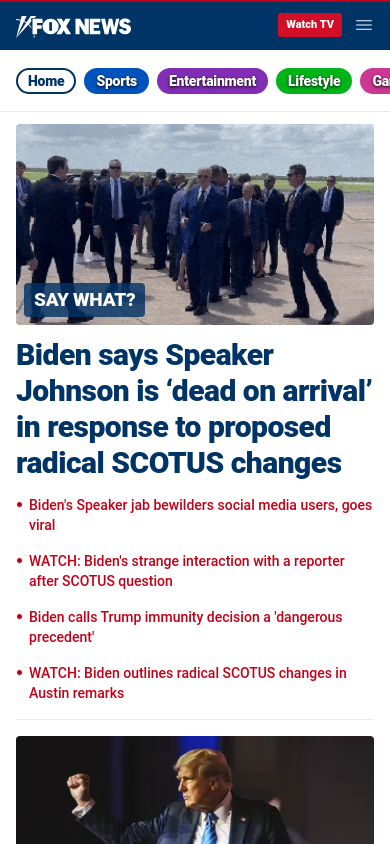 FOX NEWS
Watch TV
Home
Sports
Entertainment
Lifestyle
Ga
SAY WHAT?
Biden says Speaker
Johnson is ‘dead on arrival’
in response to proposed
radical SCOTUS changes
Biden's Speaker jab bewilders social media users, goes
viral
WATCH: Biden's strange interaction with a reporter
after SCOTUS question
Biden calls Trump immunity decision a 'dangerous
precedent'
WATCH: Biden outlines radical SCOTUS changes in
Austin remarks